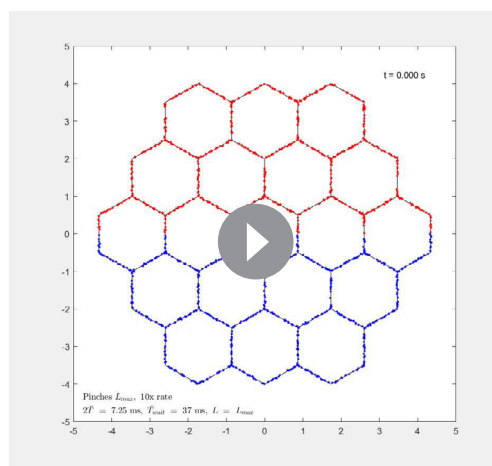 5
t = 0.000 s
4
3
2
1
0
-1
-2
-3
-4
Pinches L_max, 10x rate
2T̄ = 7.25 ms, T̄_wait = 37 ms, L = l_max
-5
-5 -4 -3 -2 -1 0 1 2 3 4 5